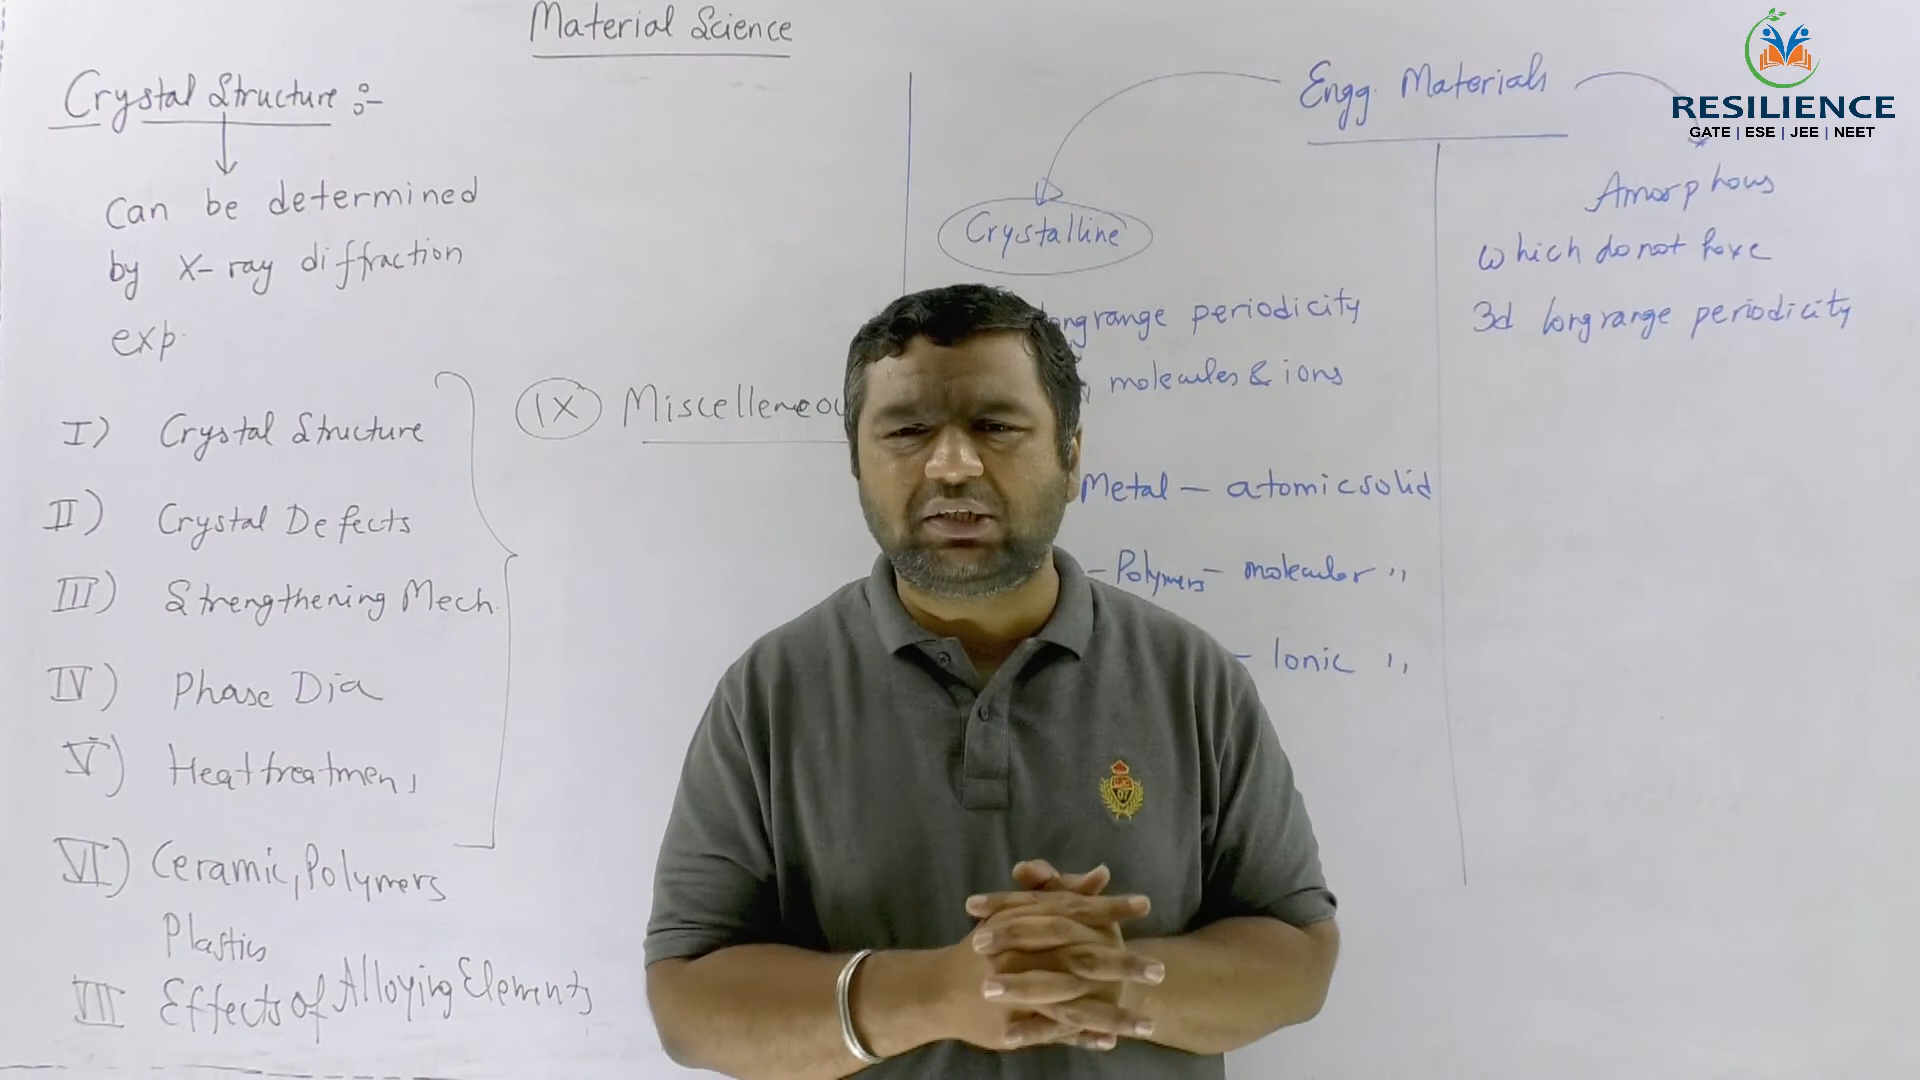 Material Science
Crystal Structure :-
Can be determined
by X-ray diffraction
exp.
I) Crystal Structure
II) Crystal Defects
III) Strengthening Mech.
IV) Phase Dia
V) Heat treatmen
VI) Ceramic, Polymers
Plastics
VII Effects of Alloying Elements
IX Miscelleneou
Engg. Materials
Crystalline
longrange periodicity
molecules & ions
Metal - atomic solid
- Polymers - molecular "
- Ionic "
Amorphous
which do not have
3d long range periodicity
RESILIENCE
GATE | ESE | JEE | NEET
07